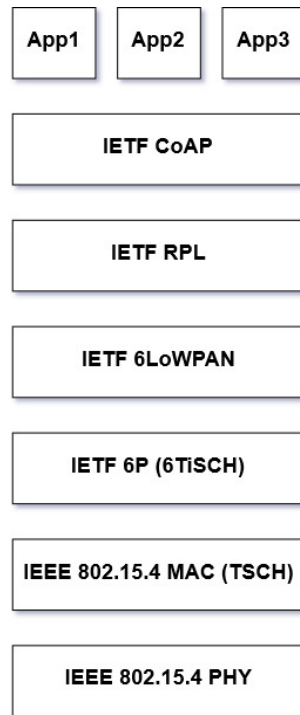 App1 App2 App3
IETF CoAP
IETF RPL
IETF 6LoWPAN
IETF 6P (6TiSCH)
IEEE 802.15.4 MAC (TSCH)
IEEE 802.15.4 PHY